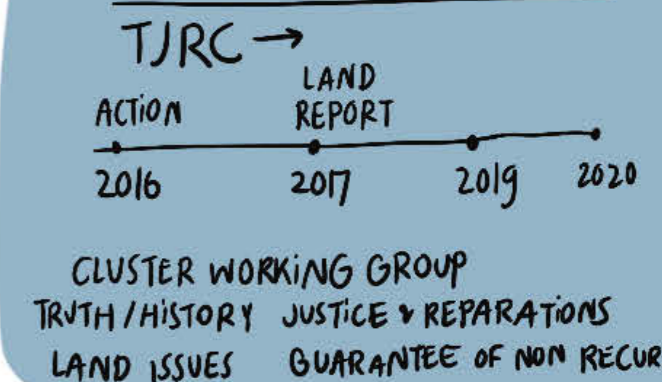 TJRC →
LAND
ACTION REPORT
2016 2017 2019 2020
CLUSTER WORKING GROUP
TRUTH/HISTORY JUSTICE & REPARATIONS
LAND ISSUES GUARANTEE OF NON RECUR